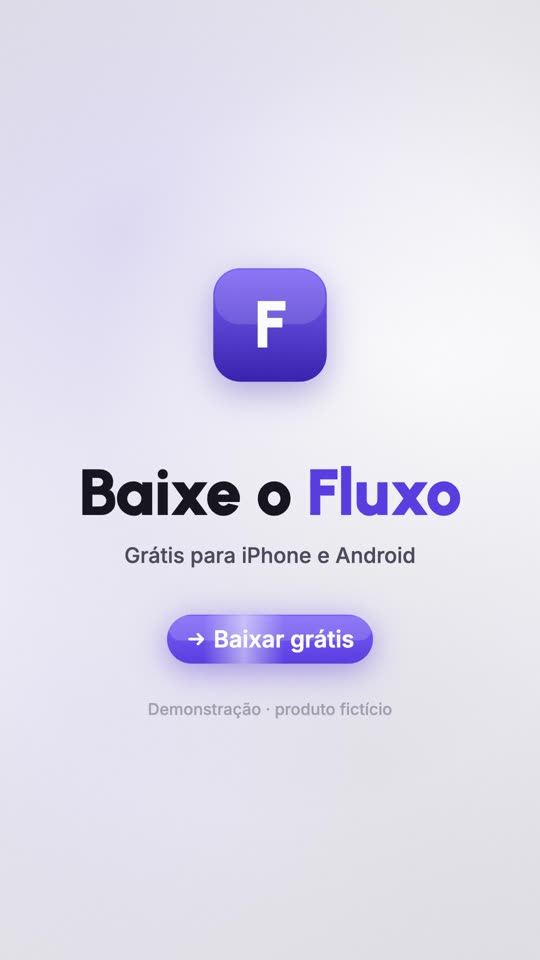 F
Baixe o Fluxo
Grátis para iPhone e Android
→ Baixar grátis
Demonstração · produto fictício